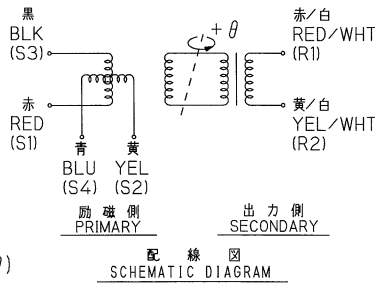 黒
BLK
(S3)
赤
RED
(S1)
青
BLU
(S4)
黄
YEL
(S2)
+θ
赤/白
RED/WHT
(R1)
黄/白
YEL/WHT
(R2)
励磁側
PRIMARY
出力側
SECONDARY
配線図
SCHEMATIC DIAGRAM